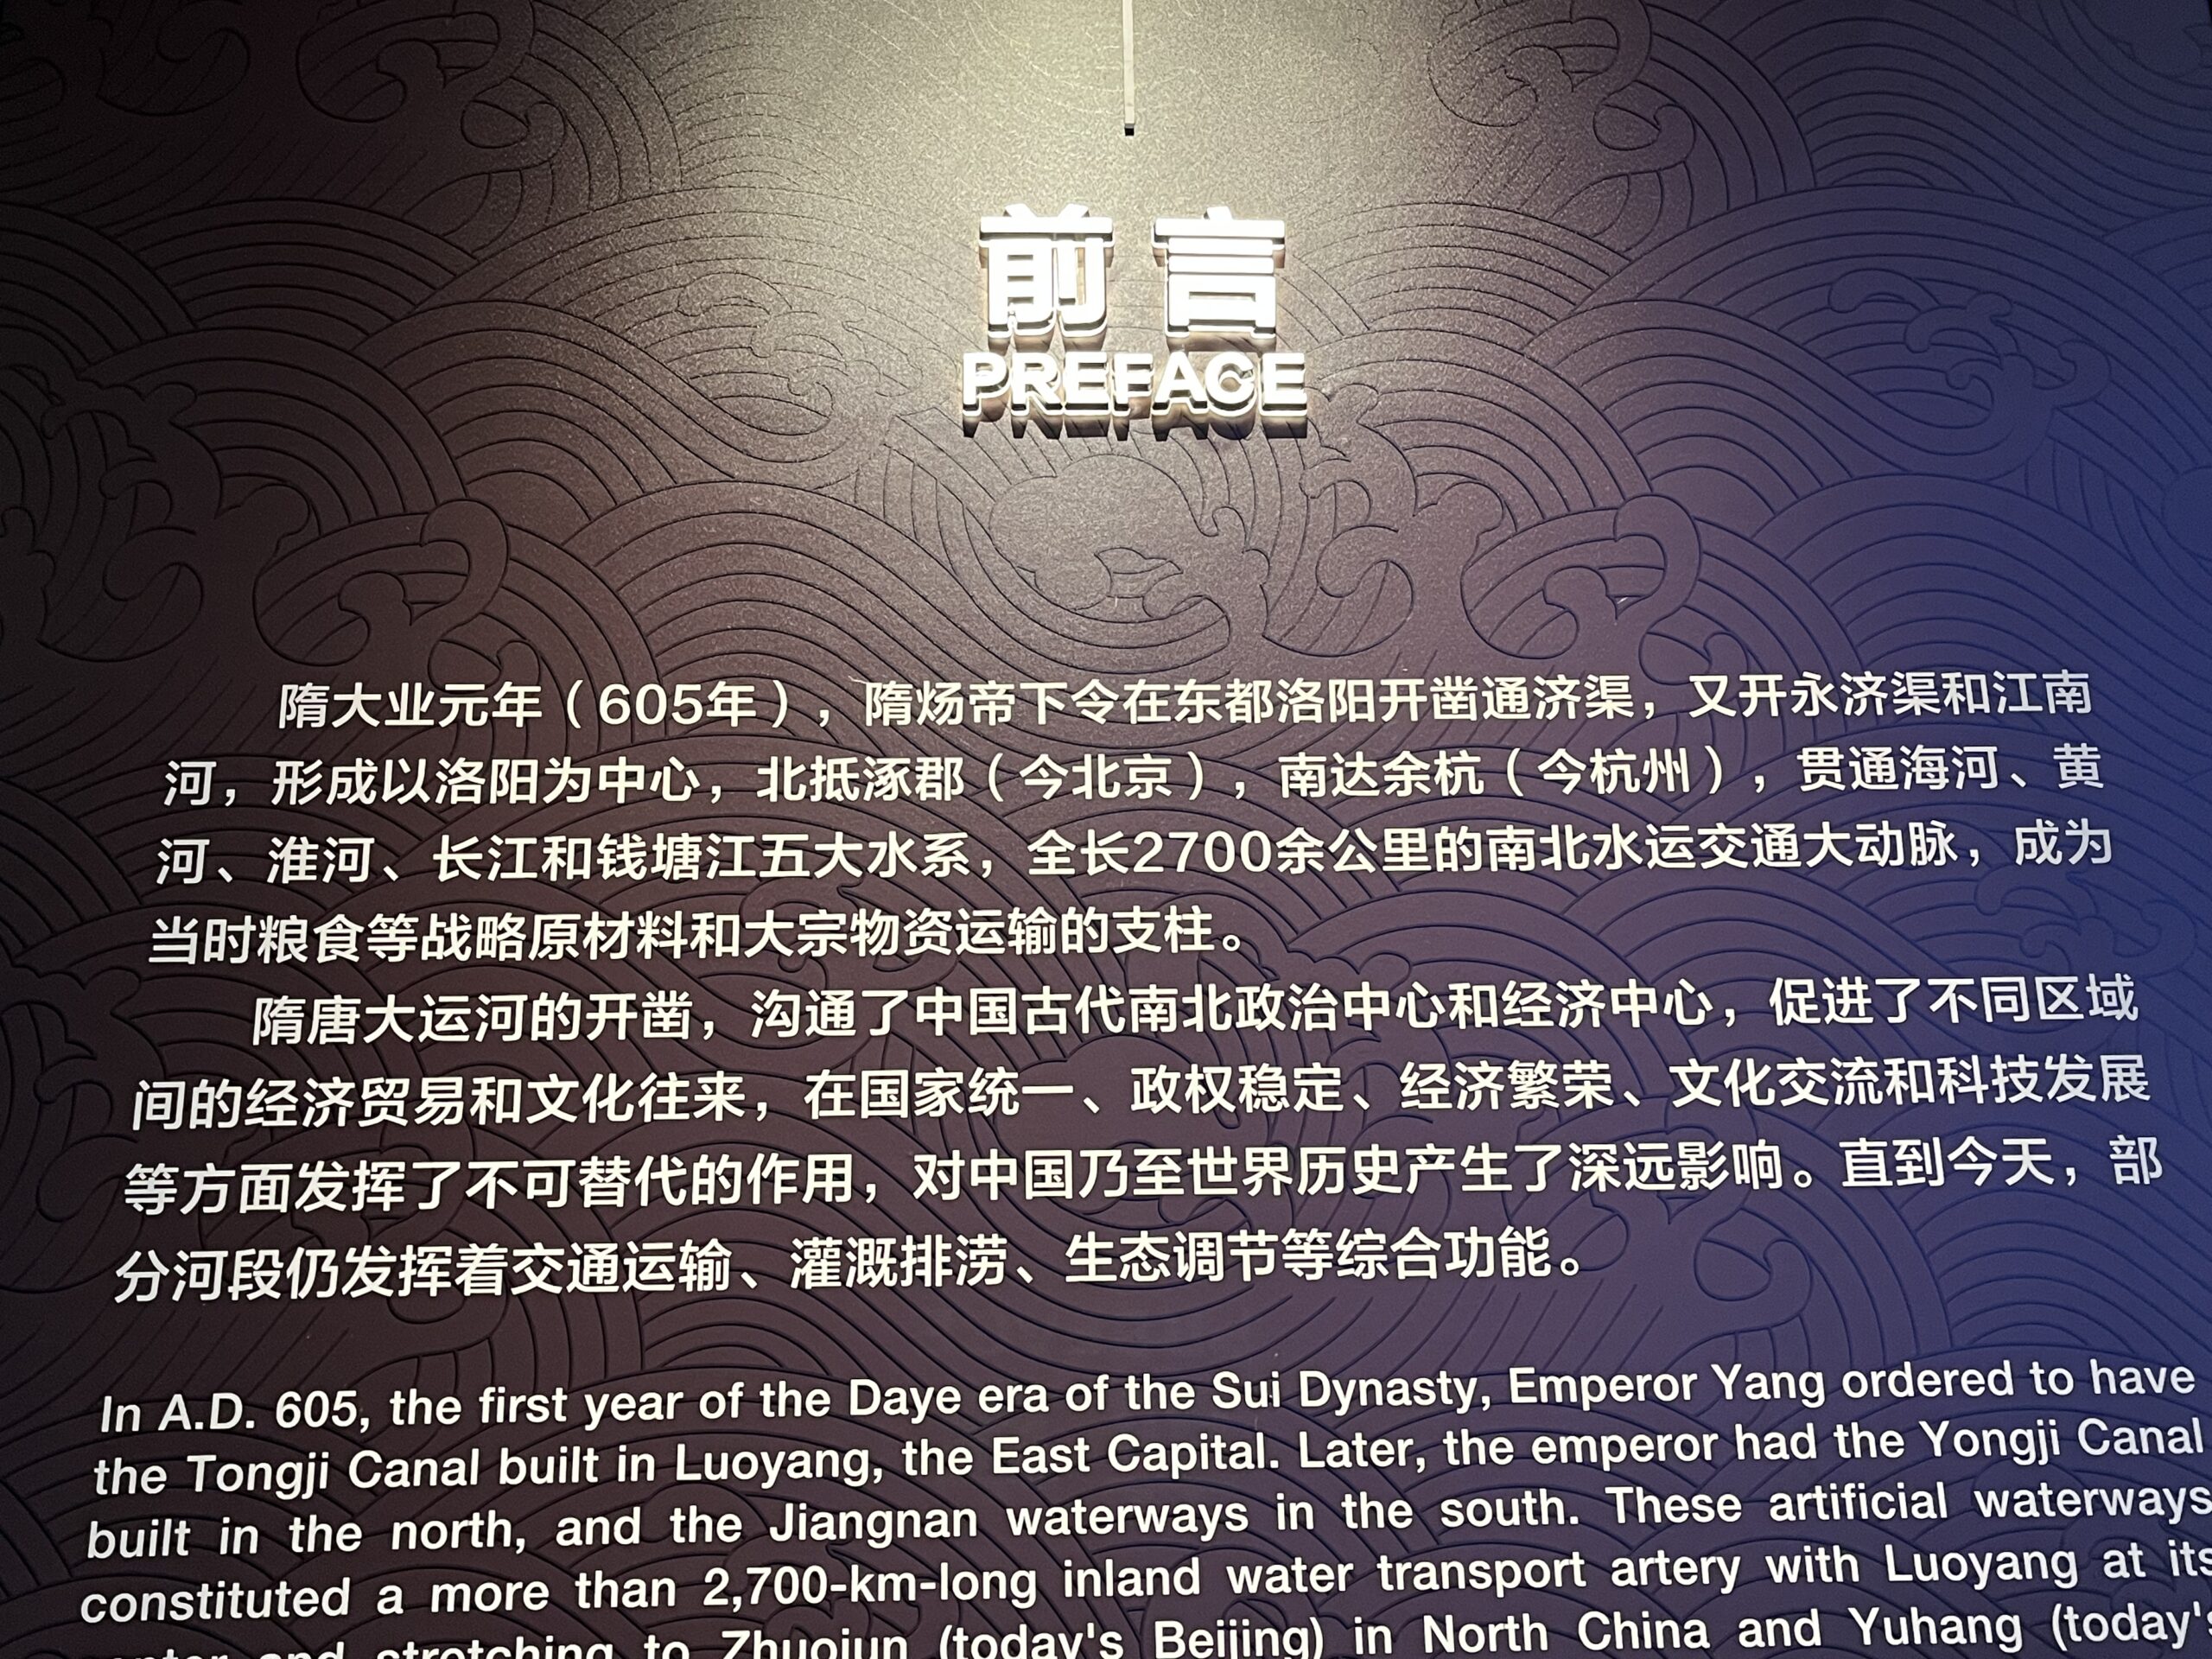 前言
PREFACE
隋大业元年（605年），隋炀帝下令在东都洛阳开凿通济渠，又开永济渠和江南
河，形成以洛阳为中心，北抵涿郡（今北京），南达余杭（今杭州），贯通海河、黄
河、淮河、长江和钱塘江五大水系，全长2700余公里的南北水运交通大动脉，成为
当时粮食等战略原材料和大宗物资运输的支柱。
隋唐大运河的开凿，沟通了中国古代南北政治中心和经济中心，促进了不同区域
间的经济贸易和文化往来，在国家统一、政权稳定、经济繁荣、文化交流和科技发展
等方面发挥了不可替代的作用，对中国乃至世界历史产生了深远影响。直到今天，部
分河段仍发挥着交通运输、灌溉排涝、生态调节等综合功能。
In A.D. 605, the first year of the Daye era of the Sui Dynasty, Emperor Yang ordered to have
the Tongji Canal built in Luoyang, the East Capital. Later, the emperor had the Yongji Canal
built in the north, and the Jiangnan waterways in the south. These artificial waterways
constituted a more than 2,700-km-long inland water transport artery with Luoyang at its
and stretching to Zhuojun (today's Beijing) in North China and Yuhang (today's